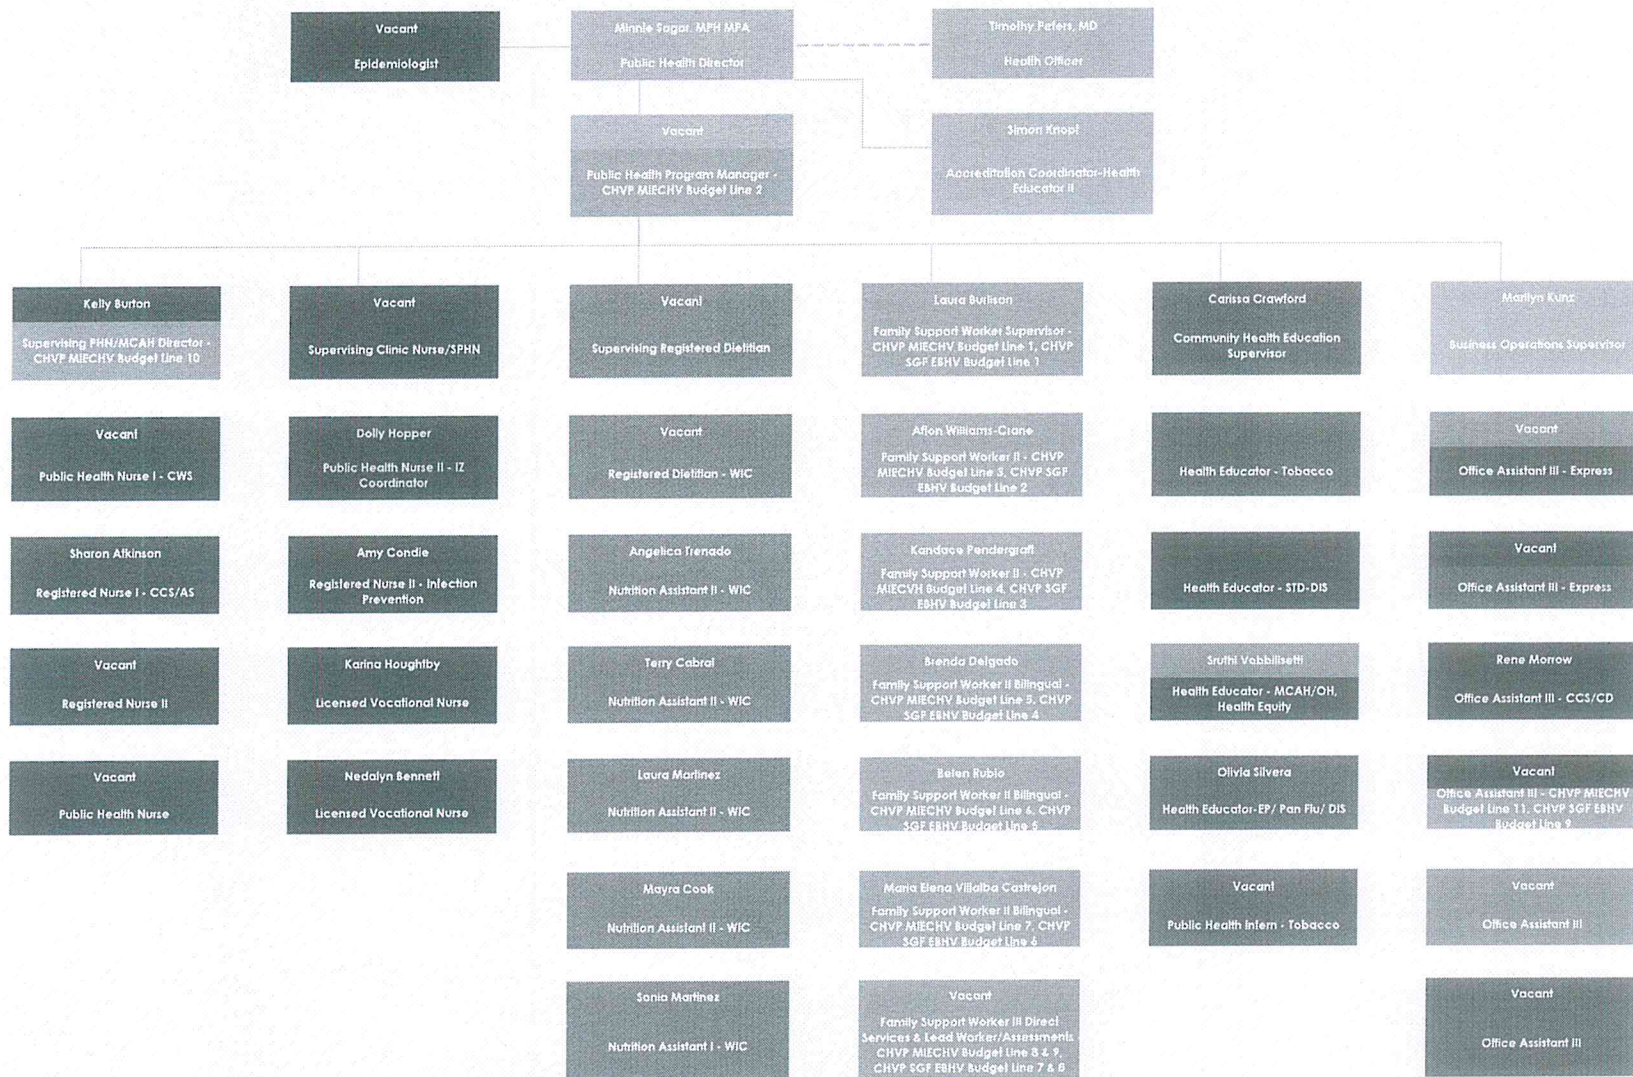 Vacant
Epidemiologist
Minnie Sagar, MPH MPA
Public Health Director
Timothy Peters, MD
Health Officer
Vacant
Public Health Program Manager -
CHVP MIECHV Budget Line 2
Simon Knopf
Accreditation Coordinator-Health
Educator II
Kelly Burton
Supervising PHN/MCAH Director -
CHVP MIECHV Budget Line 10
Vacant
Public Health Nurse I - CWS
Sharon Atkinson
Registered Nurse I - CCS/AS
Vacant
Registered Nurse II
Vacant
Public Health Nurse
Vacant
Supervising Clinic Nurse/SPHN
Dolly Hopper
Public Health Nurse II - IZ
Coordinator
Amy Condie
Registered Nurse II - Infection
Prevention
Karina Houghtby
Licensed Vocational Nurse
Nedalyn Bennett
Licensed Vocational Nurse
Vacant
Supervising Registered Dietitian
Vacant
Registered Dietitian - WIC
Angelica Trenado
Nutrition Assistant II - WIC
Terry Cabral
Nutrition Assistant II - WIC
Laura Martinez
Nutrition Assistant II - WIC
Mayra Cook
Nutrition Assistant II - WIC
Sonia Martinez
Nutrition Assistant I - WIC
Laura Burlison
Family Support Worker Supervisor -
CHVP MIECHV Budget Line 1, CHVP
SGF EBHV Budget Line 1
Afton Williams-Crane
Family Support Worker II - CHVP
MIECHV Budget Line 3, CHVP SGF
EBHV Budget Line 2
Kandace Pendergraft
Family Support Worker II - CHVP
MIECVH Budget Line 4, CHVP SGF
EBHV Budget Line 3
Brenda Delgado
Family Support Worker II Bilingual -
CHVP MIECHV Budget Line 5, CHVP
SGF EBHV Budget Line 4
Belen Rubio
Family Support Worker II Bilingual -
CHVP MIECHV Budget Line 6, CHVP
SGF EBHV Budget Line 5
Maria Elena Villalba Castrejon
Family Support Worker II Bilingual -
CHVP MIECHV Budget Line 7, CHVP
SGF EBHV Budget Line 6
Vacant
Family Support Worker III Direct
Services & Lead Worker/Assessments
CHVP MIECHV Budget Line 8 & 9,
CHVP SGF EBHV Budget Line 7 & 8
Carissa Crawford
Community Health Education
Supervisor
Health Educator - Tobacco
Health Educator - STD-DIS
Sruthi Vabbilisetti
Health Educator - MCAH/OH,
Health Equity
Olivia Silvera
Health Educator-EP/ Pan Flu/ DIS
Vacant
Public Health Intern - Tobacco
Marilyn Kunz
Business Operations Supervisor
Vacant
Office Assistant III - Express
Vacant
Office Assistant III - Express
Rene Morrow
Office Assistant III - CCS/CD
Vacant
Office Assistant III - CHVP MIECHV
Budget Line 11, CHVP SGF EBHV
Budget Line 9
Vacant
Office Assistant III
Vacant
Office Assistant III